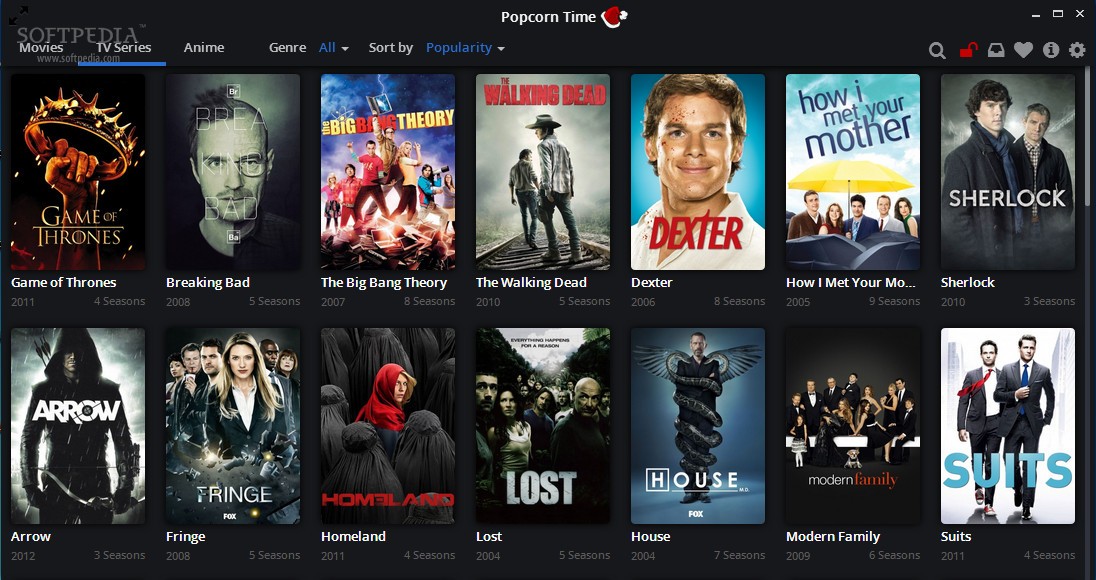 Popcorn Time
SOFTPEDIA™
www.softpedia.com
Movies TV Series Anime Genre All Sort by Popularity
GAME OF THRONES
Br
BREA
KING
BAD
Ba
the BIG BANG THEORY
THE WALKING DEAD
DEXTER
how i met your mother
SHERLOCK
Game of Thrones
2011 4 Seasons
Breaking Bad
2008 5 Seasons
The Big Bang Theory
2007 8 Seasons
The Walking Dead
2010 5 Seasons
Dexter
2006 8 Seasons
How I Met Your Mo...
2005 9 Seasons
Sherlock
2010 3 Seasons
ARROW
FRINGE
FOX
HOMELAND
EVERYTHING HAPPENS
FOR A REASON
LOST
HOUSE M.D.
FOX
modern family
SUITS
Arrow
2012 3 Seasons
Fringe
2008 5 Seasons
Homeland
2011 4 Seasons
Lost
2004 5 Seasons
House
2004 7 Seasons
Modern Family
2009 6 Seasons
Suits
2011 4 Seasons